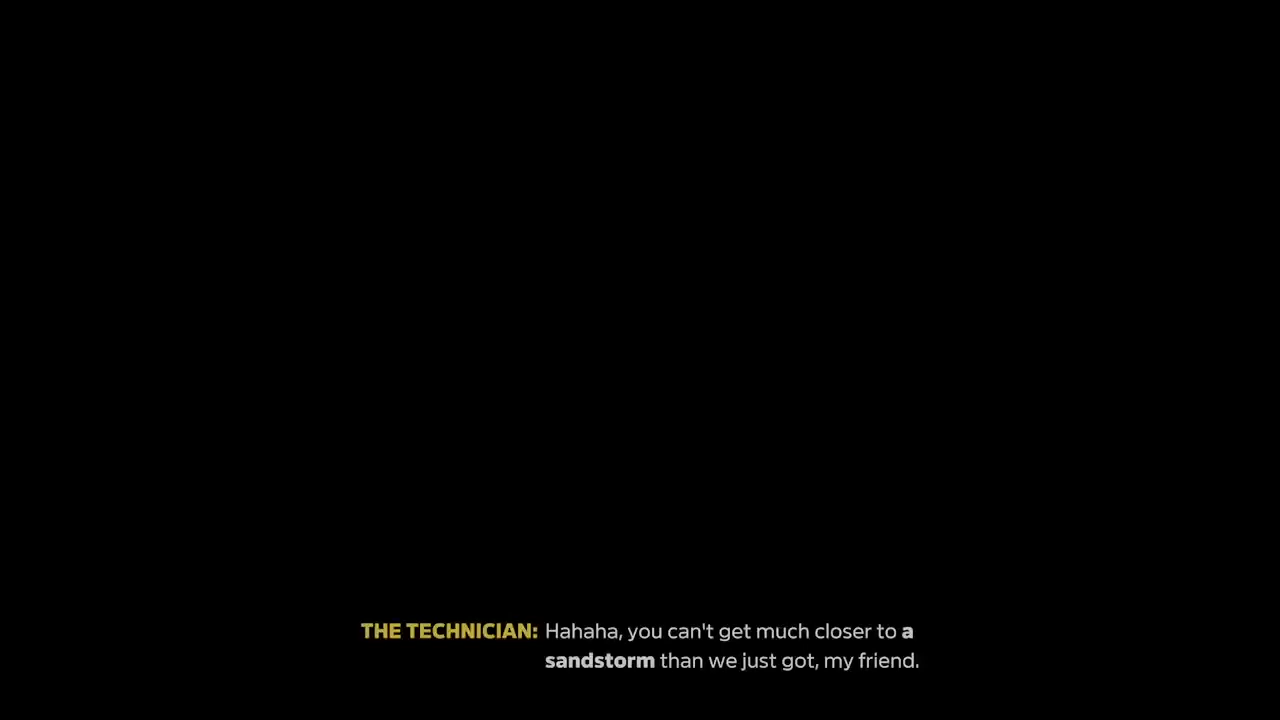 THE TECHNICIAN: Hahaha, you can't get much closer to a
sandstorm than we just got, my friend.